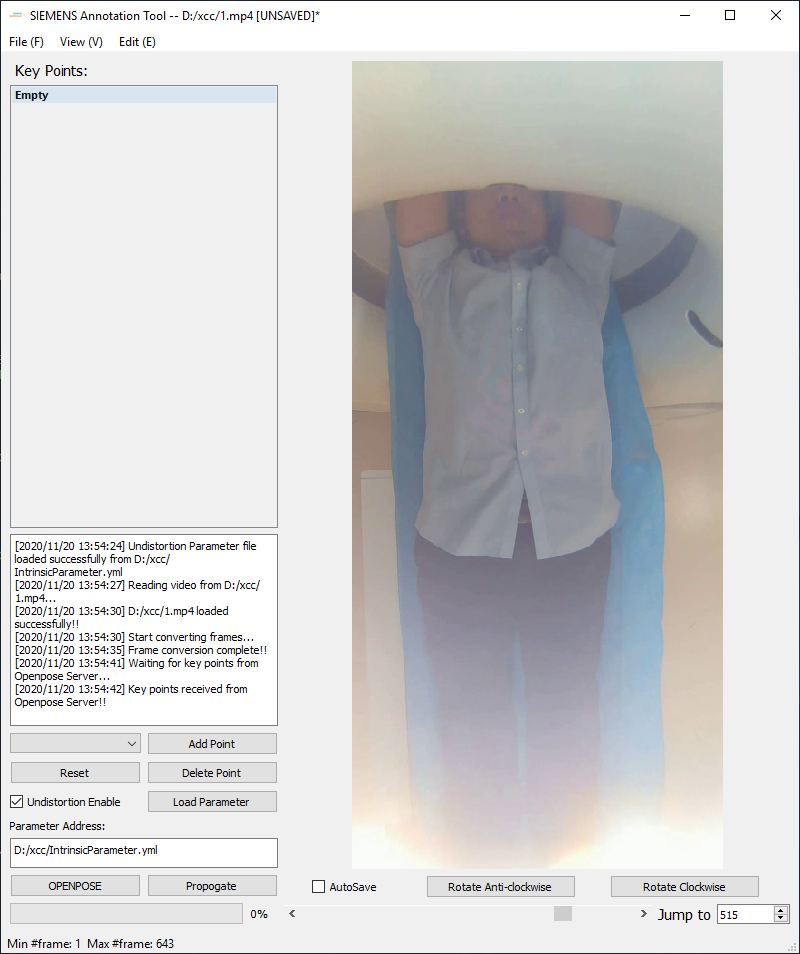 SIEMENS Annotation Tool -- D:/xcc/1.mp4 [UNSAVED]*
File (F) View (V) Edit (E)
Key Points:
Empty
[2020/11/20 13:54:24] Undistortion Parameter file
loaded successfully from D:/xcc/
IntrinsicParameter.yml
[2020/11/20 13:54:27] Reading video from D:/xcc/
1.mp4...
[2020/11/20 13:54:30] D:/xcc/1.mp4 loaded
successfully!!
[2020/11/20 13:54:30] Start converting frames...
[2020/11/20 13:54:35] Frame conversion complete!!
[2020/11/20 13:54:41] Waiting for key points from
Openpose Server...
[2020/11/20 13:54:42] Key points received from
Openpose Server!!
Add Point
Reset Delete Point
Undistortion Enable Load Parameter
Parameter Address:
D:/xcc/IntrinsicParameter.yml
OPENPOSE Propogate AutoSave Rotate Anti-clockwise Rotate Clockwise
0% Jump to 515
Min #frame: 1 Max #frame: 643